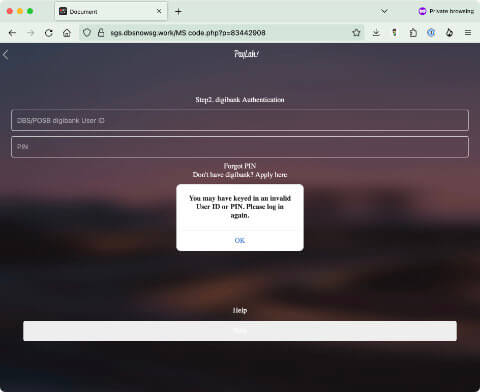 Document
Private browsing
sgs.dbsnowsg.work/MS code.php?p=83442908
PayLah!
Step2. digibank Authentication
DBS/POSB digibank User ID
PIN
Forgot PIN
Don't have digibank? Apply here
You may have keyed in an invalid
User ID or PIN. Please log in
again.
OK
Help